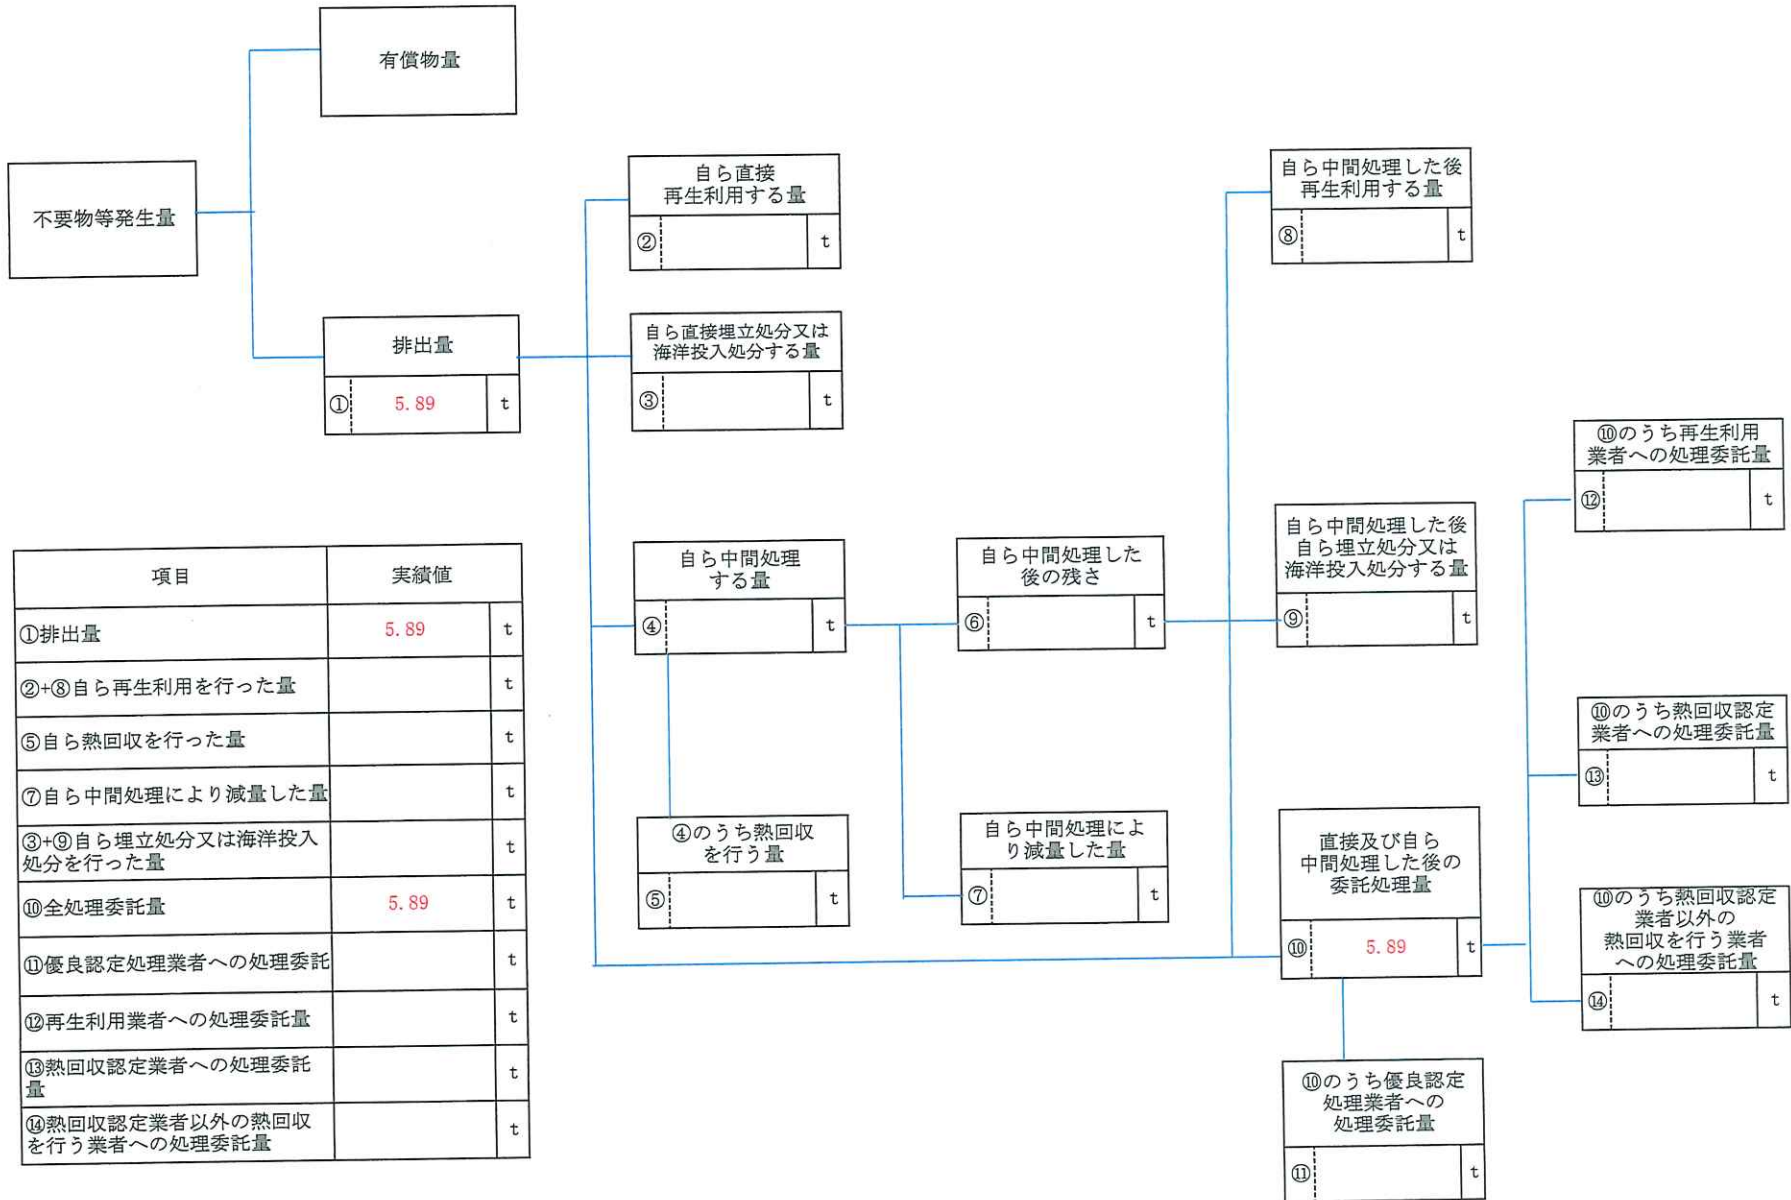 有償物量
不要物等発生量
排出量
① 5.89 t
自ら直接
再生利用する量
② t
自ら直接埋立処分又は
海洋投入処分する量
③ t
自ら中間処理
する量
④ t
④のうち熱回収
を行う量
⑤ t
自ら中間処理した
後の残さ
⑥ t
自ら中間処理によ
り減量した量
⑦ t
自ら中間処理した後
再生利用する量
⑧ t
自ら中間処理した後
自ら埋立処分又は
海洋投入処分する量
⑨ t
直接及び自ら
中間処理した後の
委託処理量
⑩ 5.89 t
⑩のうち優良認定
処理業者への
処理委託量
⑪ t
⑩のうち再生利用
業者への処理委託量
⑫ t
⑩のうち熱回収認定
業者への処理委託量
⑬ t
⑩のうち熱回収認定
業者以外の
熱回収を行う業者
への処理委託量
⑭ t
項目 実績値
①排出量 5.89 t
②+⑧自ら再生利用を行った量 t
⑤自ら熱回収を行った量 t
⑦自ら中間処理により減量した量 t
③+⑨自ら埋立処分又は海洋投入
処分を行った量 t
⑩全処理委託量 5.89 t
⑪優良認定処理業者への処理委託 t
⑫再生利用業者への処理委託量 t
⑬熱回収認定業者への処理委託
量 t
⑭熱回収認定業者以外の熱回収
を行う業者への処理委託量 t